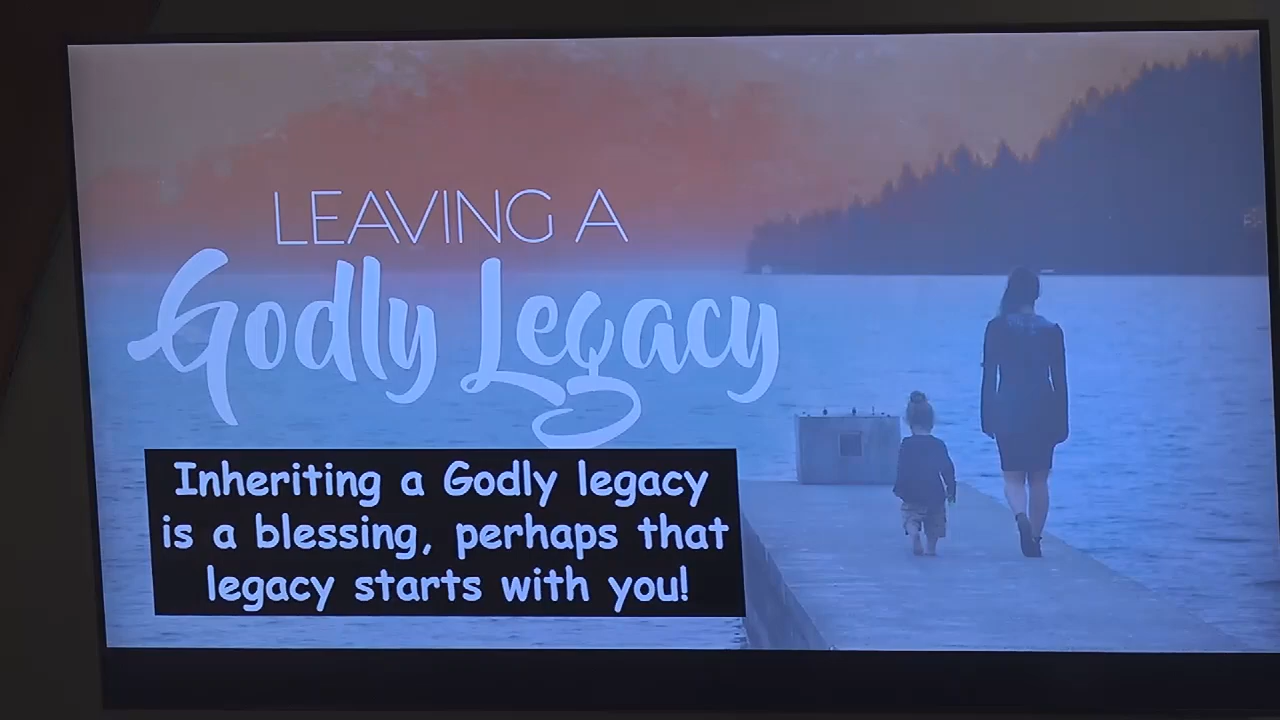 LEAVING A
Godly Legacy
Inheriting a Godly legacy
is a blessing, perhaps that
legacy starts with you!